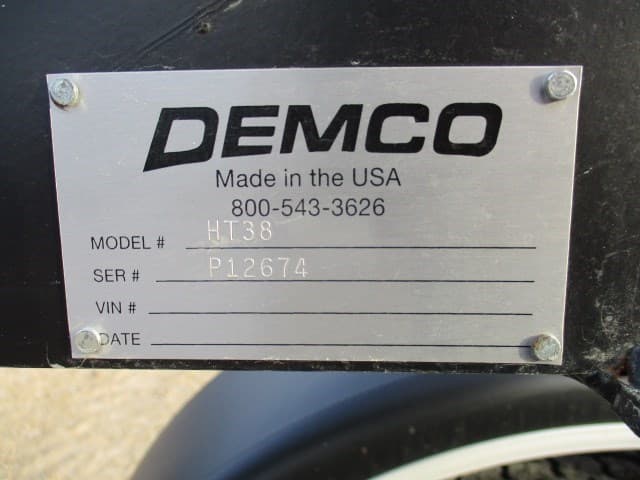 DEMCO
Made in the USA
800-543-3626
MODEL # HT38
SER # P12674
VIN #
DATE